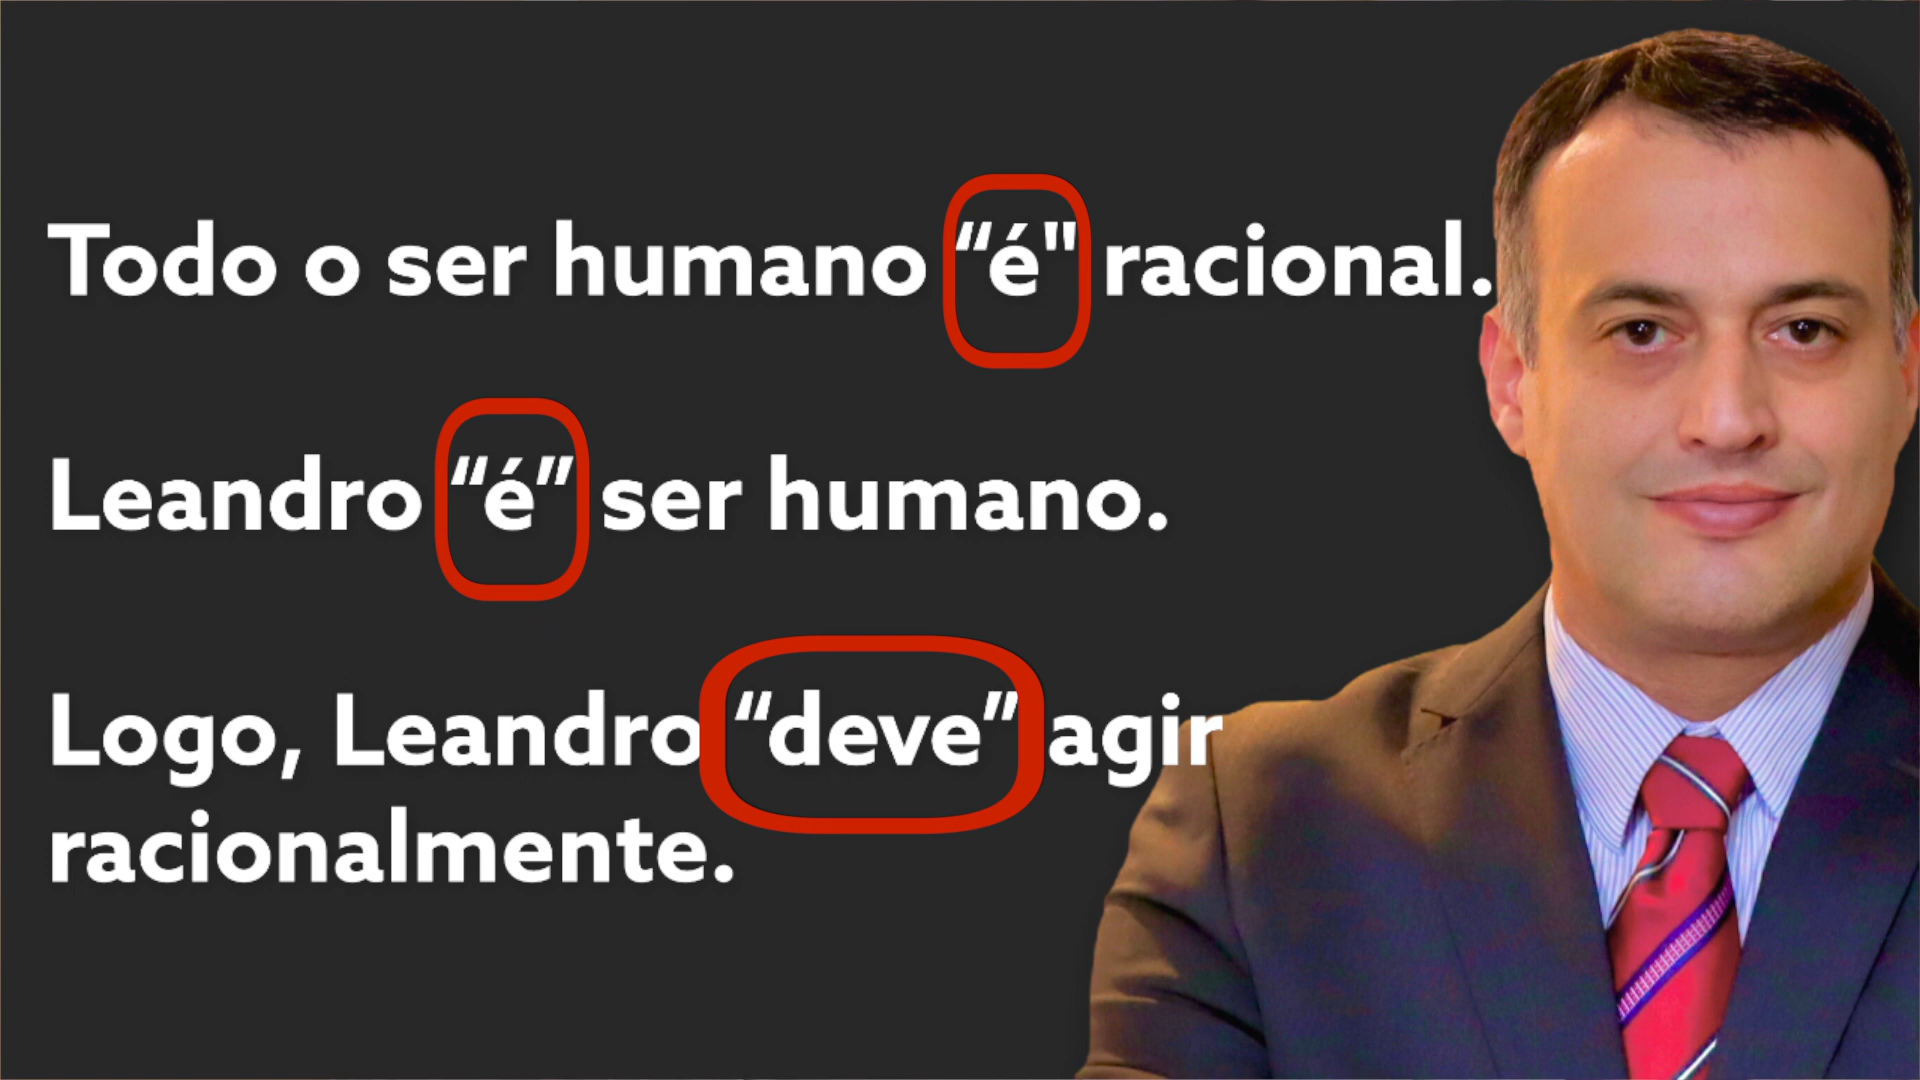 Todo o ser humano “é" racional.
Leandro “é” ser humano.
Logo, Leandro “deve” agir
racionalmente.